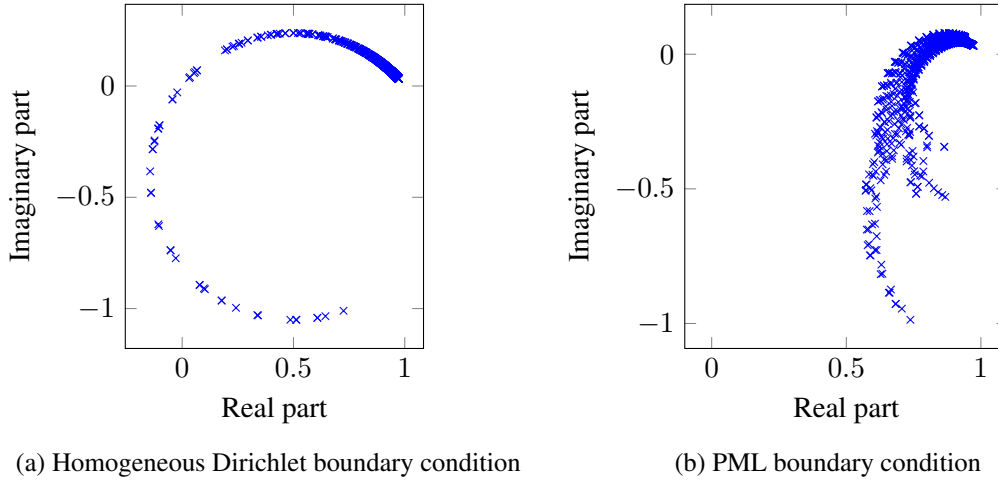 0
−0.5
−1
0
0.5
1
Imaginary part
Real part
(a) Homogeneous Dirichlet boundary condition
0
−0.5
−1
0
0.5
1
Imaginary part
Real part
(b) PML boundary condition